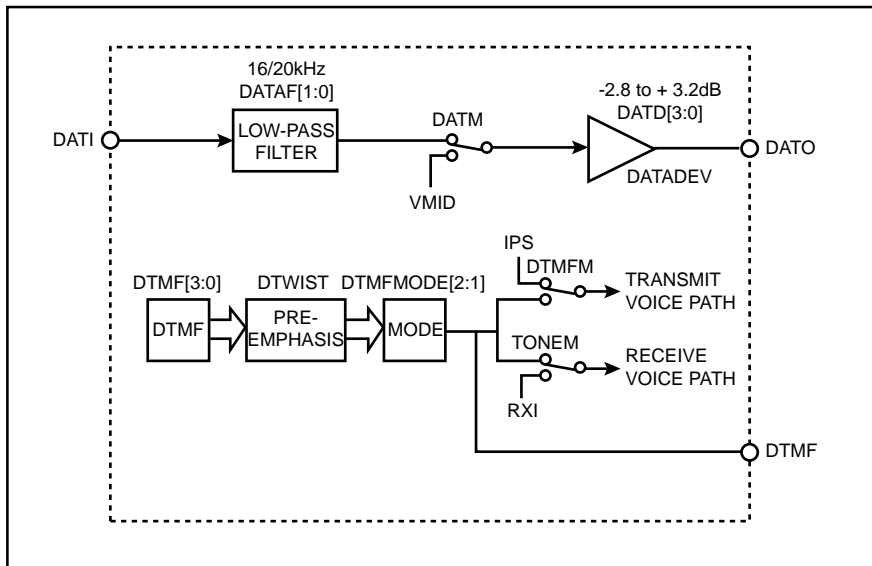 16/20kHz
DATAF[1:0]
-2.8 to + 3.2dB
DATD[3:0]
DATM
DATI
LOW-PASS
FILTER
DATO
DATADEV
VMID
IPS
DTMFM
DTMF[3:0]
DTWIST
DTMFMODE[2:1]
TRANSMIT
VOICE PATH
DTMF
PRE-
EMPHASIS
MODE
TONEM
RECEIVE
VOICE PATH
RXI
DTMF